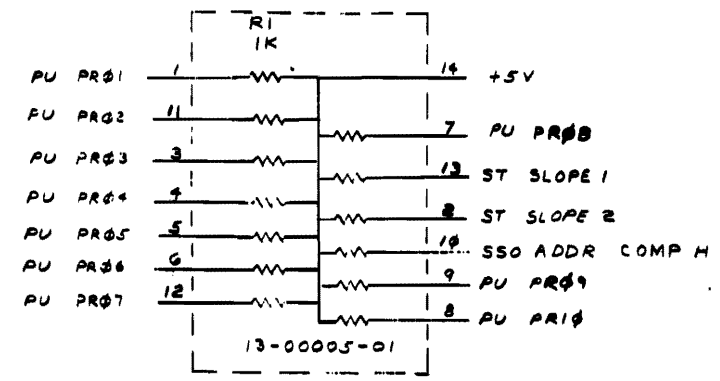 R1
1K
PU PRØ1 1
14 +5V
PU PRØ2 11
7 PU PRØ8
PU PRØ3 3
13 ST SLOPE 1
PU PRØ4 4
2 ST SLOPE 2
PU PRØ5 5
1Ø SSO ADDR COMP H
PU PRØ6 6
9 PU PRØ9
PU PRØ7 12
8 PU PR1Ø
13-00005-01